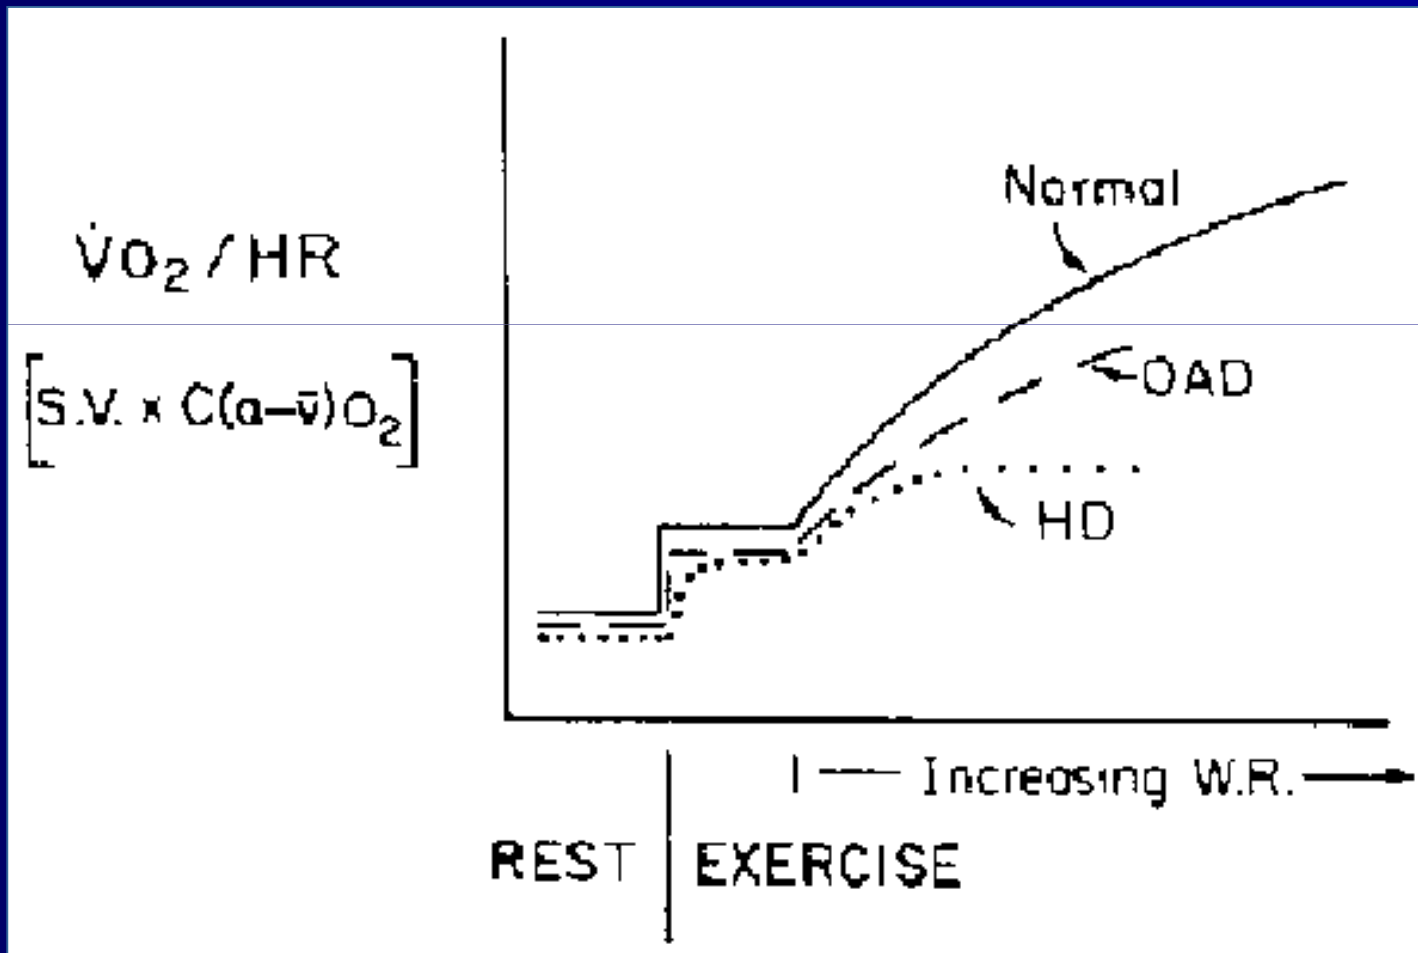 V̇O₂/HR
[S.V. x C(a–v̄)O₂]
Normal
OAD
HD
Increasing W.R.
REST
EXERCISE